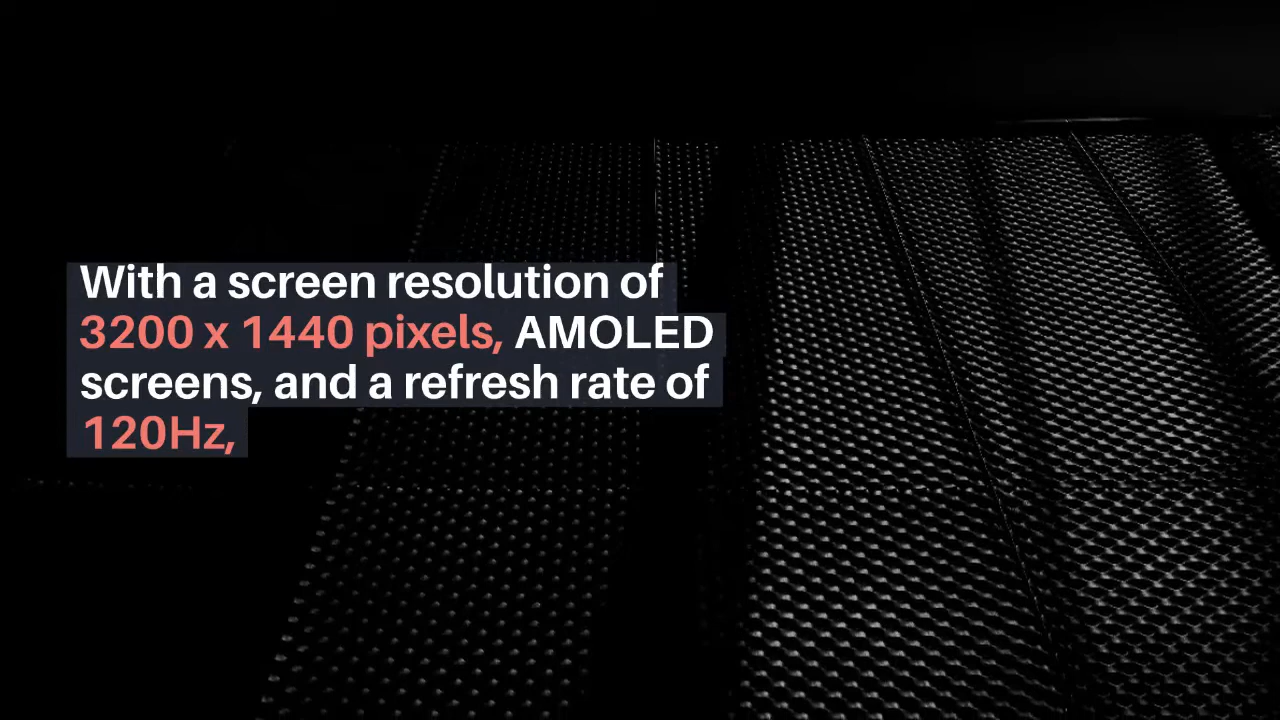 With a screen resolution of
3200 x 1440 pixels, AMOLED
screens, and a refresh rate of
120Hz,